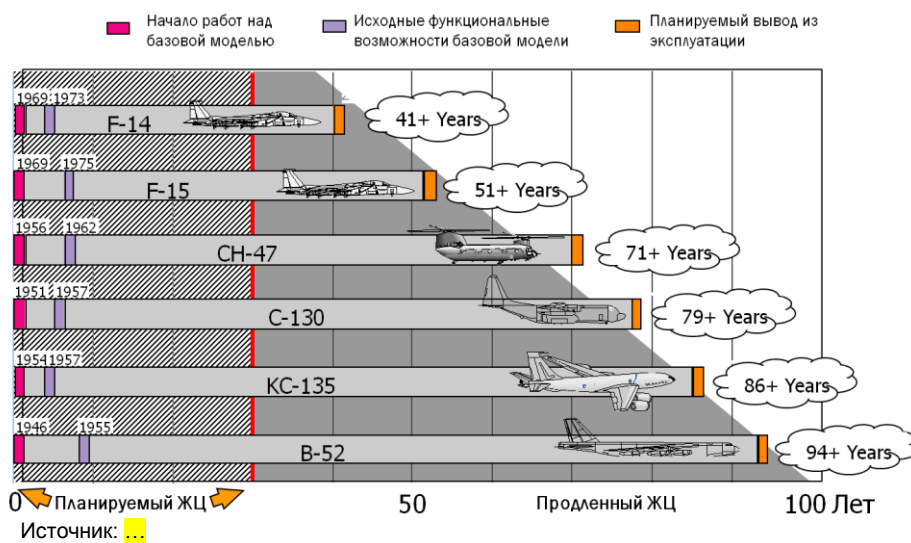 Начало работ над
базовой моделью
Исходные функциональные
возможности базовой модели
Планируемый вывод из
эксплуатации
1969 1973
F-14
41+ Years
1969 1975
F-15
51+ Years
1956 1962
CH-47
71+ Years
1951 1957
C-130
79+ Years
1954 1957
KC-135
86+ Years
1946 1955
B-52
94+ Years
0 Планируемый ЖЦ 50 Продленный ЖЦ 100 Лет
Источник: ...